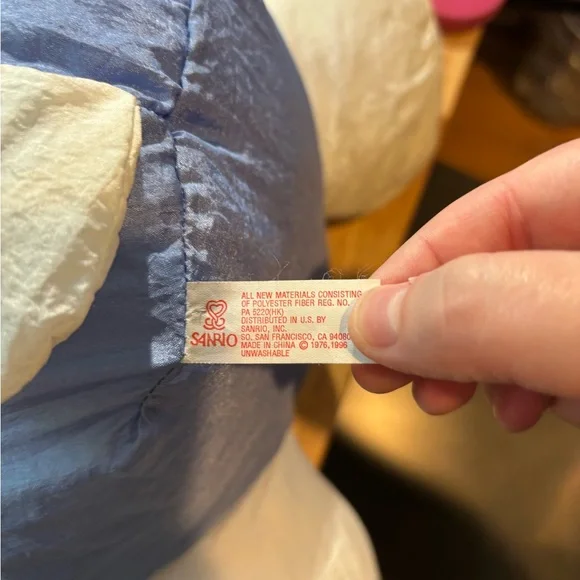 SANRIO
ALL NEW MATERIALS CONSISTING
OF POLYESTER FIBER REG. NO.
PA 5220(HK)
DISTRIBUTED IN U.S. BY
SANRIO, INC.
SO. SAN FRANCISCO, CA 94080
MADE IN CHINA © 1976,1996
UNWASHABLE